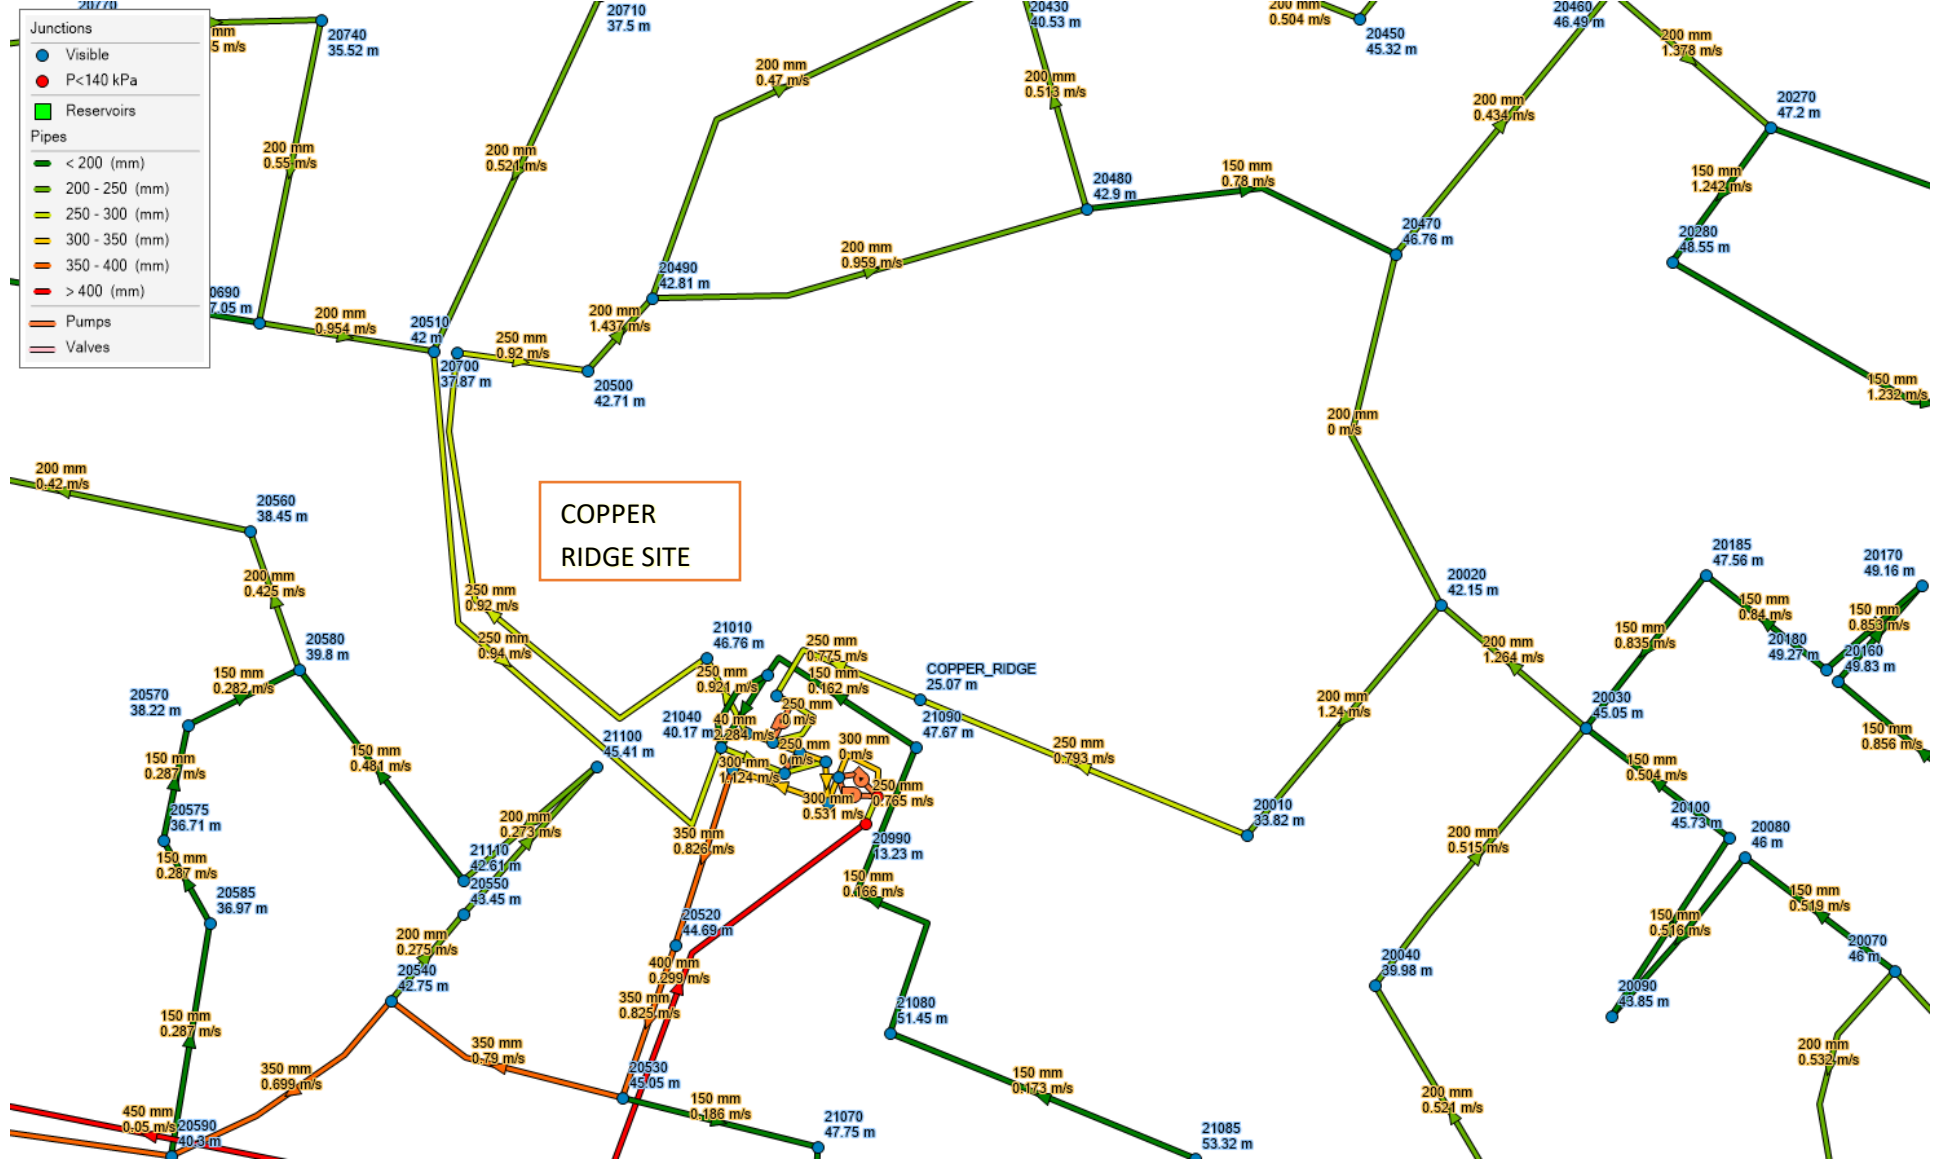 20770
20710
37.5 m
20430
40.53 m
200 mm
0.504 m/s
20450
45.32 m
20460
46.49 m
Junctions
Visible
P<140 kPa
Reservoirs
Pipes
< 200 (mm)
200 - 250 (mm)
250 - 300 (mm)
300 - 350 (mm)
350 - 400 (mm)
> 400 (mm)
Pumps
Valves
mm
5 m/s
20740
35.52 m
200 mm
1.378 m/s
200 mm
0.47 m/s
200 mm
0.513 m/s
200 mm
0.434 m/s
20270
47.2 m
200 mm
0.55 m/s
200 mm
0.521 m/s
150 mm
0.78 m/s
20480
42.9 m
150 mm
1.242 m/s
20470
46.76 m
20280
48.55 m
200 mm
0.959 m/s
20490
42.81 m
0690
7.05 m
200 mm
0.954 m/s
20510
42 m
200 mm
1.437 m/s
250 mm
0.92 m/s
20700
37.87 m
20500
42.71 m
150 mm
1.232 m/s
200 mm
0 m/s
200 mm
0.42 m/s
20560
38.45 m
COPPER
RIDGE SITE
20185
47.56 m
20170
49.16 m
200 mm
0.425 m/s
250 mm
0.92 m/s
20020
42.15 m
150 mm
0.84 m/s
150 mm
0.853 m/s
20580
39.8 m
250 mm
0.94 m/s
21010
46.76 m
250 mm
0.775 m/s
150 mm
0.162 m/s
COPPER_RIDGE
25.07 m
200 mm
1.264 m/s
150 mm
0.835 m/s
20180
49.27 m
20160
49.83 m
150 mm
0.282 m/s
20570
38.22 m
250 mm
0.921 m/s
250 mm
0 m/s
21040
40.17 m
40 mm
2.284 m/s
21090
47.67 m
200 mm
1.24 m/s
20030
45.05 m
21100
45.41 m
250 mm
0 m/s
300 mm
0 m/s
250 mm
0.793 m/s
150 mm
0.856 m/s
150 mm
0.287 m/s
150 mm
0.481 m/s
300 mm
1.124 m/s
300 mm
0.531 m/s
250 mm
0.765 m/s
150 mm
0.504 m/s
20575
36.71 m
200 mm
0.273 m/s
350 mm
0.826 m/s
20990
13.23 m
20010
33.82 m
200 mm
0.515 m/s
20100
45.73 m
20080
46 m
150 mm
0.287 m/s
21110
42.61 m
20550
43.45 m
150 mm
0.166 m/s
20585
36.97 m
150 mm
0.519 m/s
20520
44.69 m
150 mm
0.516 m/s
200 mm
0.275 m/s
20540
42.75 m
400 mm
0.299 m/s
20040
39.98 m
20070
46 m
350 mm
0.825 m/s
21080
51.45 m
20090
43.85 m
150 mm
0.287 m/s
350 mm
0.79 m/s
350 mm
0.699 m/s
20530
45.05 m
150 mm
0.173 m/s
200 mm
0.532 m/s
150 mm
0.186 m/s
200 mm
0.521 m/s
450 mm
0.05 m/s
20590
40.3 m
21070
47.75 m
21085
53.32 m